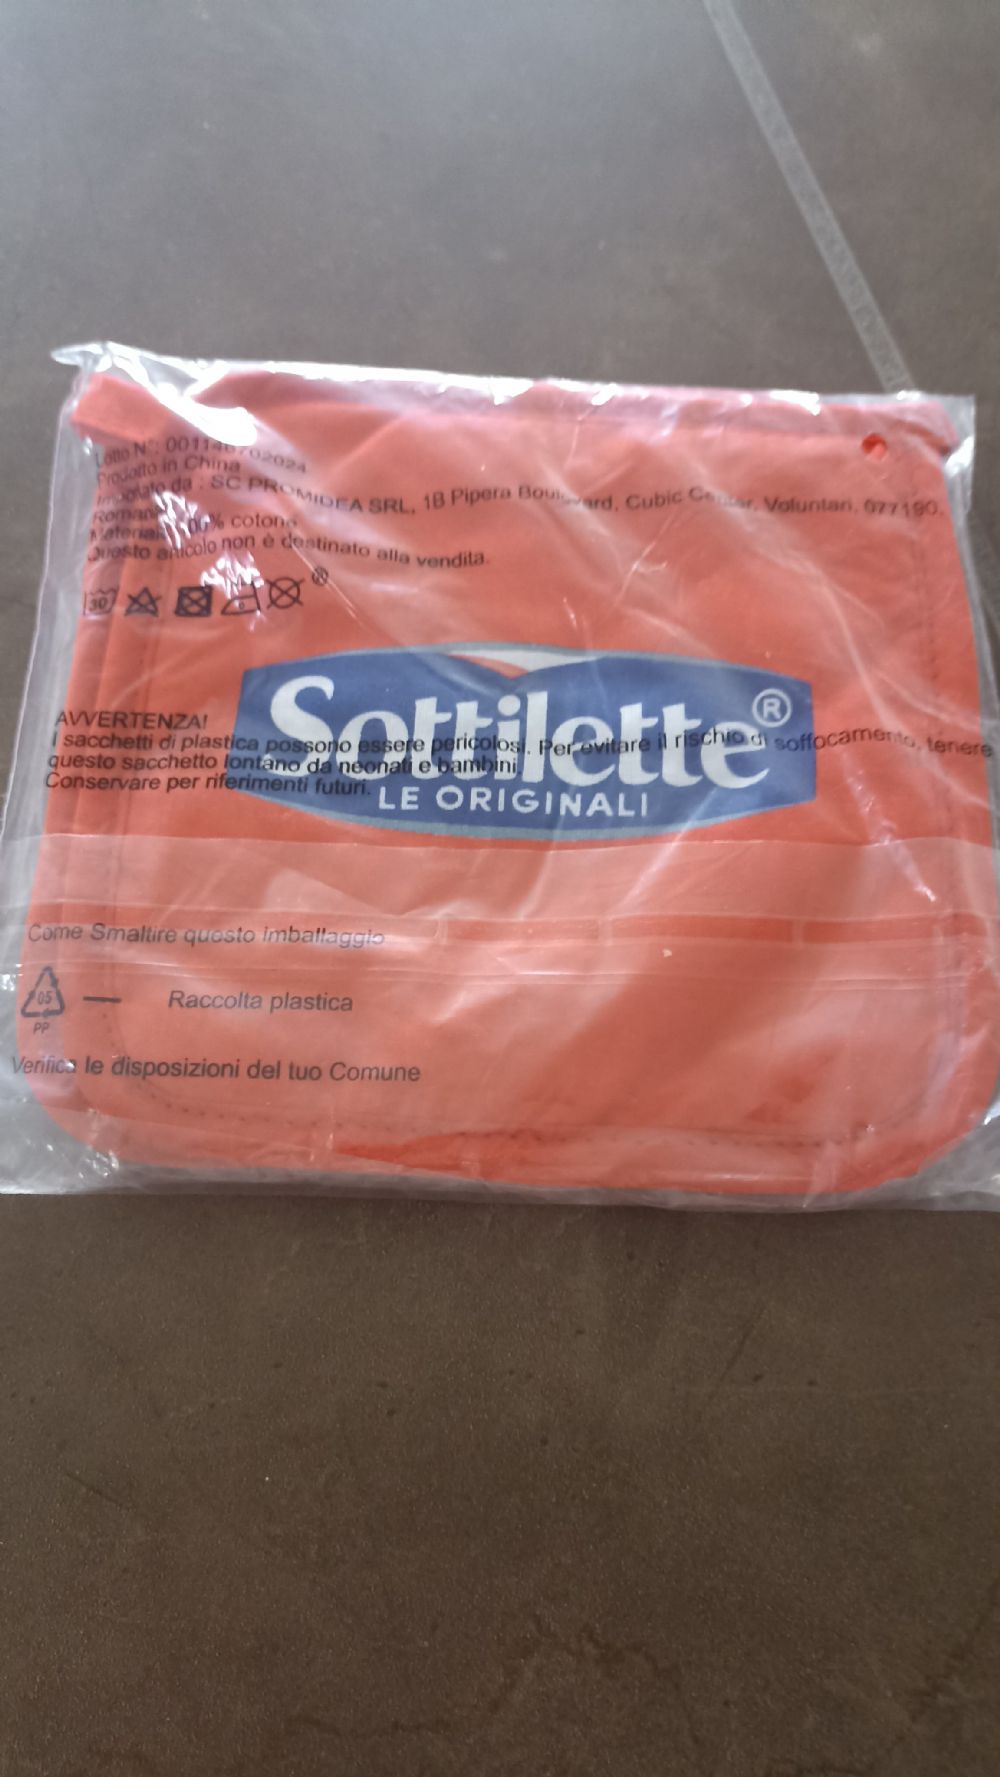 Lotto N°: 001146702024
Prodotto in China
Importato da : SC PROMIDEA SRL, 1B Pipera Boulevard, Cubic Center, Voluntari, 077190,
Romania
Materiale: 100% cotone
Questo articolo non è destinato alla vendita.
30
®
Sottilette®
LE ORIGINALI
AVVERTENZA!
I sacchetti di plastica possono essere pericolosi. Per evitare il rischio di soffocamento, tenere
questo sacchetto lontano da neonati e bambini.
Conservare per riferimenti futuri.
Come Smaltire questo imballaggio
05
PP
— Raccolta plastica
Verifica le disposizioni del tuo Comune